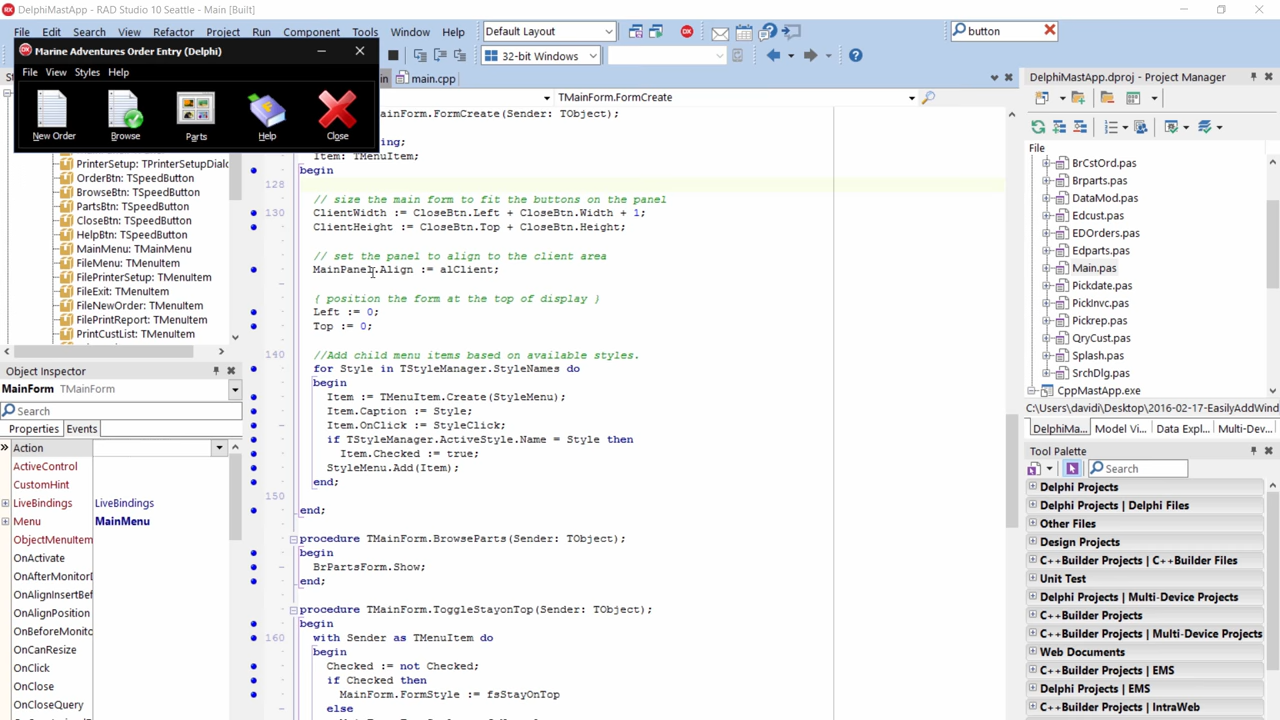 DelphiMastApp - RAD Studio 10 Seattle - Main [Built]
File Edit Search View Refactor Project Run Component Tools Window Help
Default Layout
button
Marine Adventures Order Entry (Delphi)
File View Styles Help
New Order Browse Parts Help Close
32-bit Windows
main.cpp
TMainForm.FormCreate
DelphiMastApp.dproj - Project Manager
PrinterSetup: TPrinterSetupDialo
OrderBtn: TSpeedButton
BrowseBtn: TSpeedButton
PartsBtn: TSpeedButton
CloseBtn: TSpeedButton
HelpBtn: TSpeedButton
MainMenu: TMainMenu
FileMenu: TMenuItem
FilePrinterSetup: TMenuItem
FileExit: TMenuItem
FileNewOrder: TMenuItem
FilePrintReport: TMenuItem
PrintCustList: TMenuItem
Object Inspector
MainForm TMainForm
Search
Properties Events
Action
ActiveControl
CustomHint
LiveBindings LiveBindings
Menu MainMenu
ObjectMenuItem
OnActivate
OnAfterMonitorD
OnAlignInsertBef
OnAlignPosition
OnBeforeMonito
OnCanResize
OnClick
OnClose
OnCloseQuery
MainForm.FormCreate(Sender: TObject);
Item: TMenuItem;
begin
128
// size the main form to fit the buttons on the panel
130 ClientWidth := CloseBtn.Left + CloseBtn.Width + 1;
ClientHeight := CloseBtn.Top + CloseBtn.Height;
// set the panel to align to the client area
MainPanel.Align := alClient;
{ position the form at the top of display }
Left := 0;
Top := 0;
140 //Add child menu items based on available styles.
for Style in TStyleManager.StyleNames do
begin
Item := TMenuItem.Create(StyleMenu);
Item.Caption := Style;
Item.OnClick := StyleClick;
if TStyleManager.ActiveStyle.Name = Style then
Item.Checked := true;
StyleMenu.Add(Item);
end;
150
end;
procedure TMainForm.BrowseParts(Sender: TObject);
begin
BrPartsForm.Show;
end;
procedure TMainForm.ToggleStayonTop(Sender: TObject);
begin
160 with Sender as TMenuItem do
begin
Checked := not Checked;
if Checked then
MainForm.FormStyle := fsStayOnTop
else
File
BrCstOrd.pas
Brparts.pas
DataMod.pas
Edcust.pas
EDOrders.pas
Edparts.pas
Main.pas
Pickdate.pas
PickInvc.pas
Pickrep.pas
QryCust.pas
Splash.pas
SrchDlg.pas
CppMastApp.exe
C:\Users\davidi\Desktop\2016-02-17-EasilyAddWind
DelphiMa... Model Vi... Data Expl... Multi-Dev...
Tool Palette
Search
Delphi Projects
Delphi Projects | Delphi Files
Other Files
Design Projects
C++Builder Projects | C++Builder Files
Unit Test
Delphi Projects | Multi-Device Projects
C++Builder Projects
C++Builder Projects | Multi-Device Projects
Web Documents
C++Builder Projects | EMS
Delphi Projects | EMS
C++Builder Projects | IntraWeb